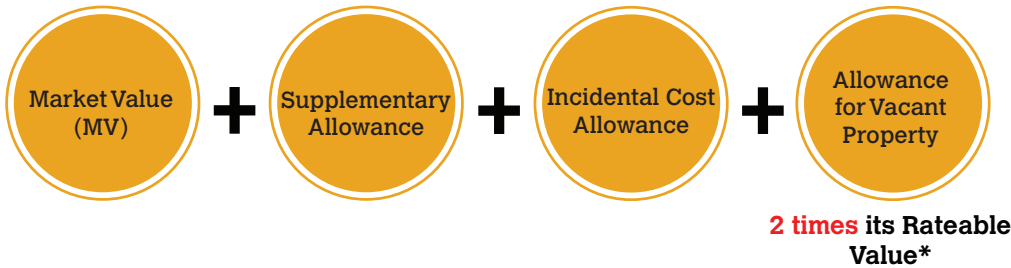 Market Value
(MV)
+
Supplementary
Allowance
+
Incidental Cost
Allowance
+
Allowance
for Vacant
Property
2 times its Rateable
Value*